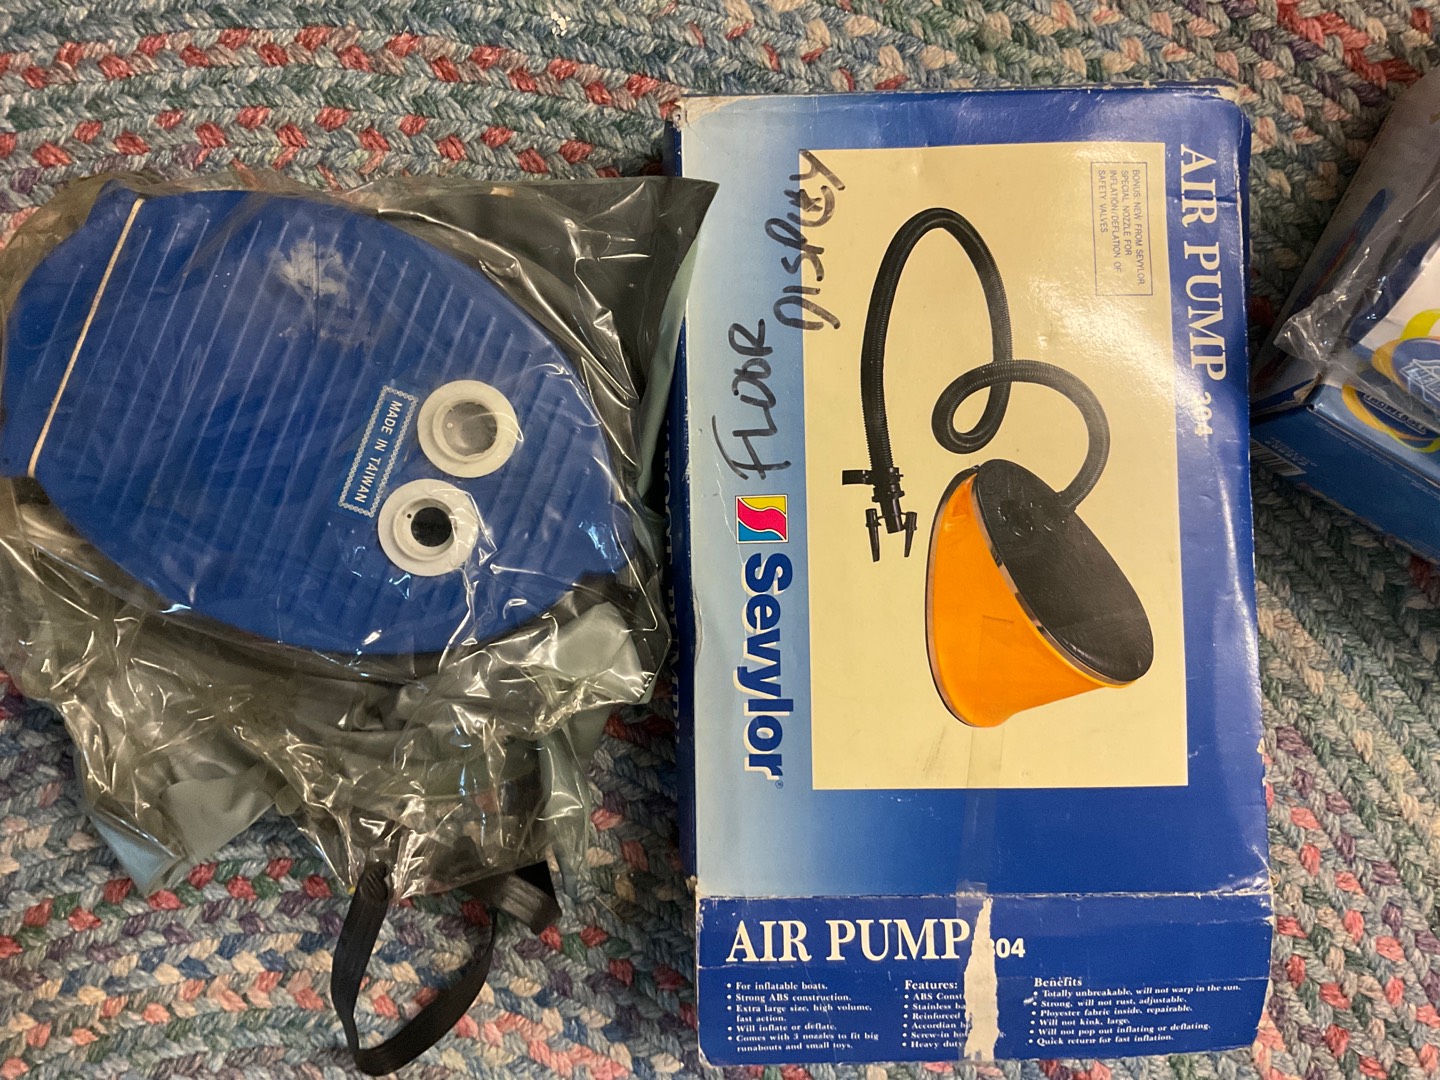 MADE IN TAIWAN
FLOOR
DISPLAY
Sevylor®
AIR PUMP 304
BONUS: NEW FROM SEVYLOR
SPECIAL NOZZLE FOR
INFLATION/DEFLATION OF
SAFETY VALVES
AIR PUMP 304
• For inflatable boats.
• Strong ABS construction.
• Extra large size, high volume,
fast action.
• Will inflate or deflate.
• Comes with 3 nozzles to fit big
runabouts and small toys.
Features:
• ABS Const
• Stainless ba
• Reinforced
• Accordian
• Screw-in ho
• Heavy duty
Benefits
• Totally unbreakable, will not warp in the sun.
• Strong, will not rust, adjustable.
• Ployester fabric inside, repairable.
• Will not kink, large.
• Will not pop out inflating or deflating.
• Quick return for fast inflation.